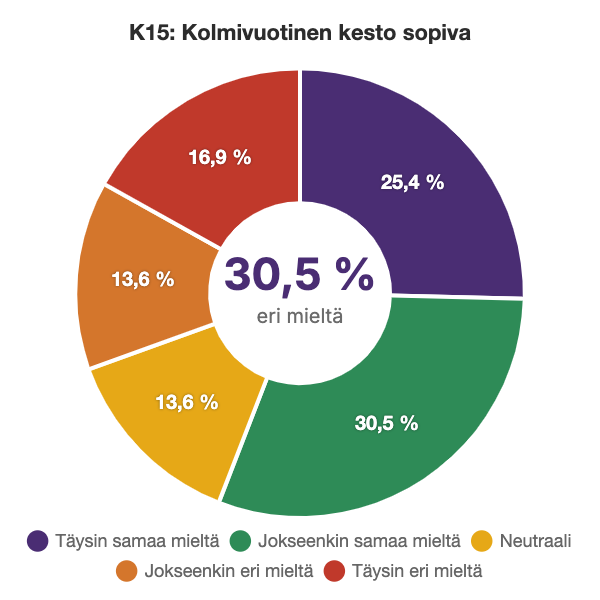 K15: Kolmivuotinen kesto sopiva
16,9 %
25,4 %
13,6 %
30,5 %
eri mieltä
13,6 %
30,5 %
Täysin samaa mieltä
Jokseenkin samaa mieltä
Neutraali
Jokseenkin eri mieltä
Täysin eri mieltä